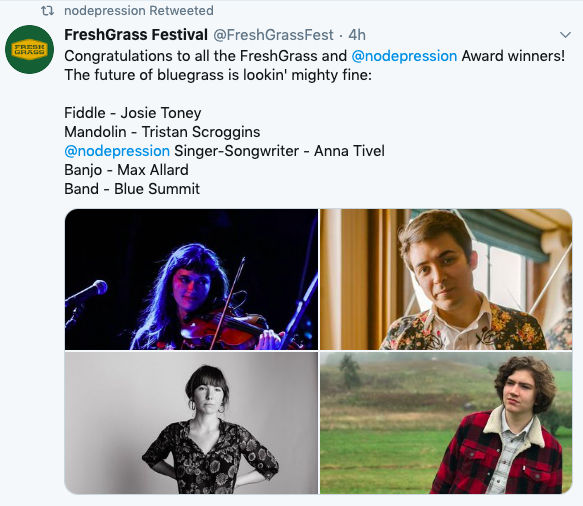 nodepression Retweeted
FreshGrass Festival @FreshGrassFest · 4h
FRESH
GRASS
Congratulations to all the FreshGrass and @nodepression Award winners!
The future of bluegrass is lookin' mighty fine:
Fiddle - Josie Toney
Mandolin - Tristan Scroggins
@nodepression Singer-Songwriter - Anna Tivel
Banjo - Max Allard
Band - Blue Summit